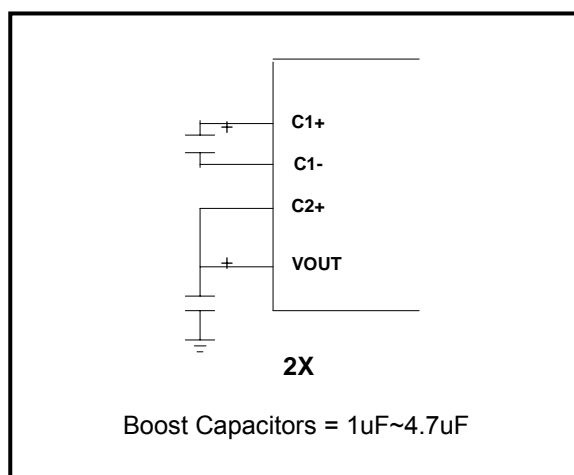 C1+
+
C1-
C2+
+ VOUT
2X
Boost Capacitors = 1uF~4.7uF